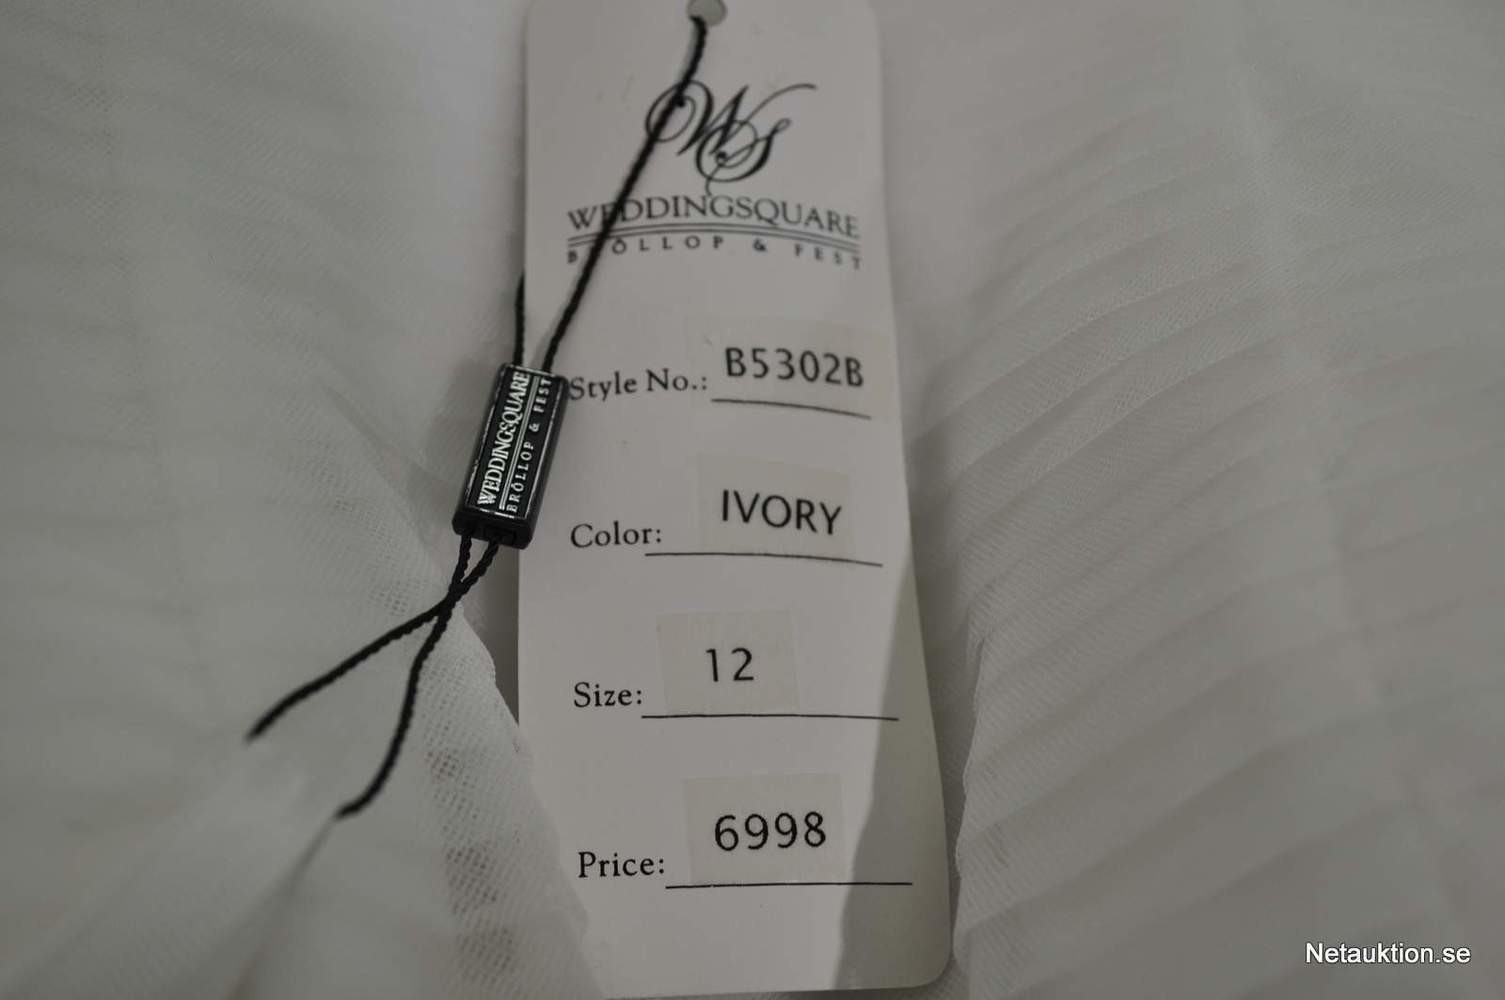 WS
WEDDINGSQUARE
BRÖLLOP & FEST
Style No.: B5302B
Color: IVORY
Size: 12
Price: 6998
WEDDINGSQUARE
BRÖLLOP & FEST
Netauktion.se